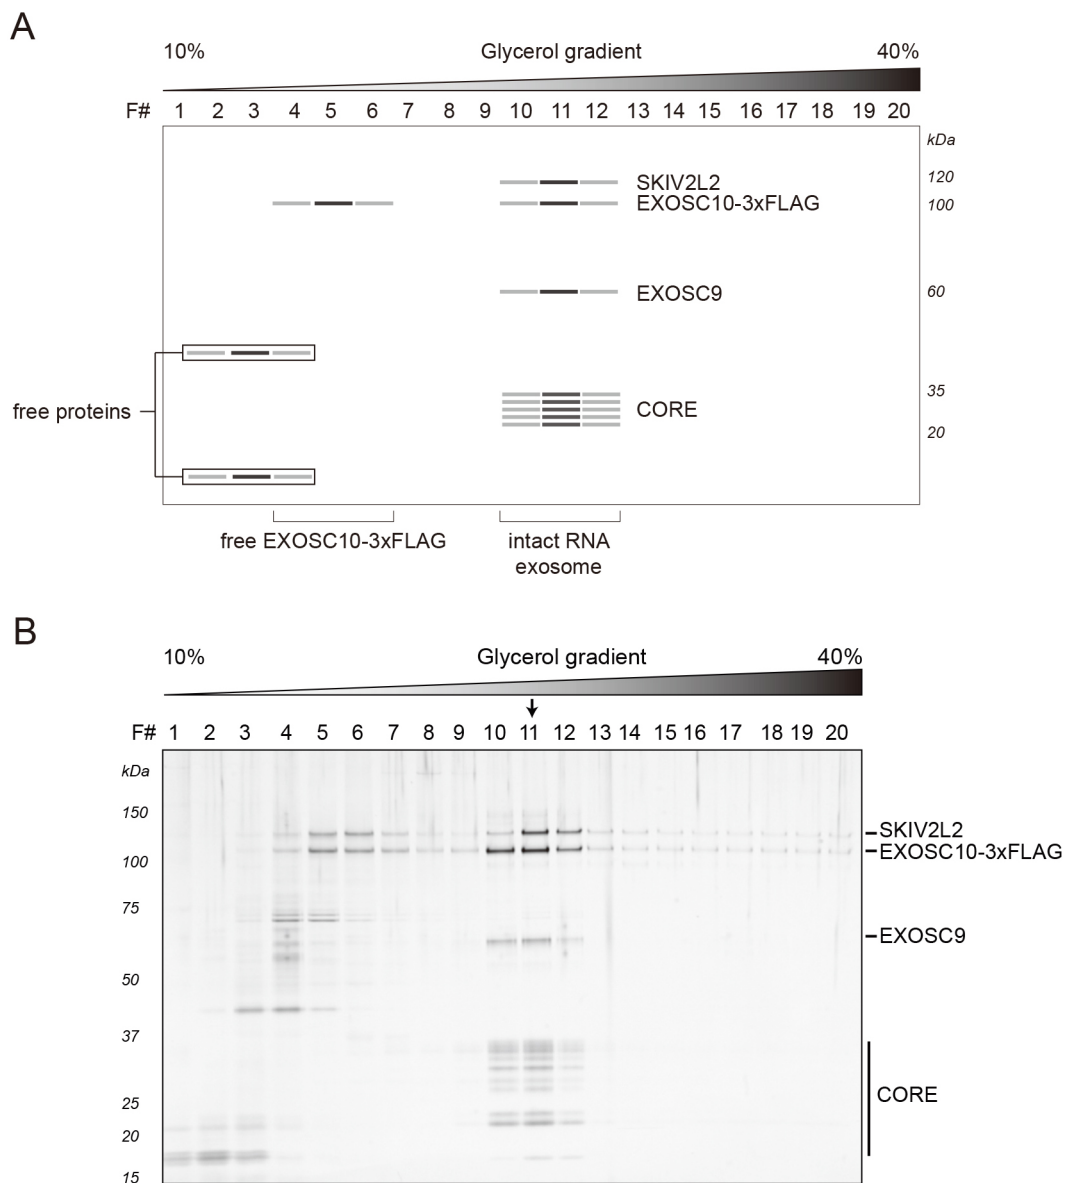 A
10% Glycerol gradient 40%
F# 1 2 3 4 5 6 7 8 9 10 11 12 13 14 15 16 17 18 19 20
kDa
SKIV2L2 120
EXOSC10-3xFLAG 100
EXOSC9 60
35
free proteins CORE
20
free EXOSC10-3xFLAG intact RNA
exosome
B
10% Glycerol gradient 40%
F# 1 2 3 4 5 6 7 8 9 10 11 12 13 14 15 16 17 18 19 20
kDa
150
SKIV2L2
EXOSC10-3xFLAG
100
75
EXOSC9
50
37
CORE
25
20
15